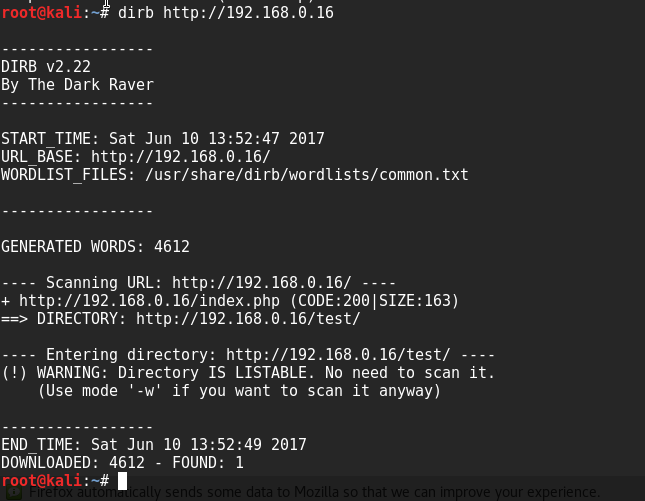 root@kali:~# dirb http://192.168.0.16
-----------------
DIRB v2.22
By The Dark Raver
-----------------
START_TIME: Sat Jun 10 13:52:47 2017
URL_BASE: http://192.168.0.16/
WORDLIST_FILES: /usr/share/dirb/wordlists/common.txt
-----------------
GENERATED WORDS: 4612
---- Scanning URL: http://192.168.0.16/ ----
+ http://192.168.0.16/index.php (CODE:200|SIZE:163)
==> DIRECTORY: http://192.168.0.16/test/
---- Entering directory: http://192.168.0.16/test/ ----
(!) WARNING: Directory IS LISTABLE. No need to scan it.
(Use mode '-w' if you want to scan it anyway)
-----------------
END_TIME: Sat Jun 10 13:52:49 2017
DOWNLOADED: 4612 - FOUND: 1
root@kali:~#
Firefox automatically sends some data to Mozilla so that we can improve your experience.